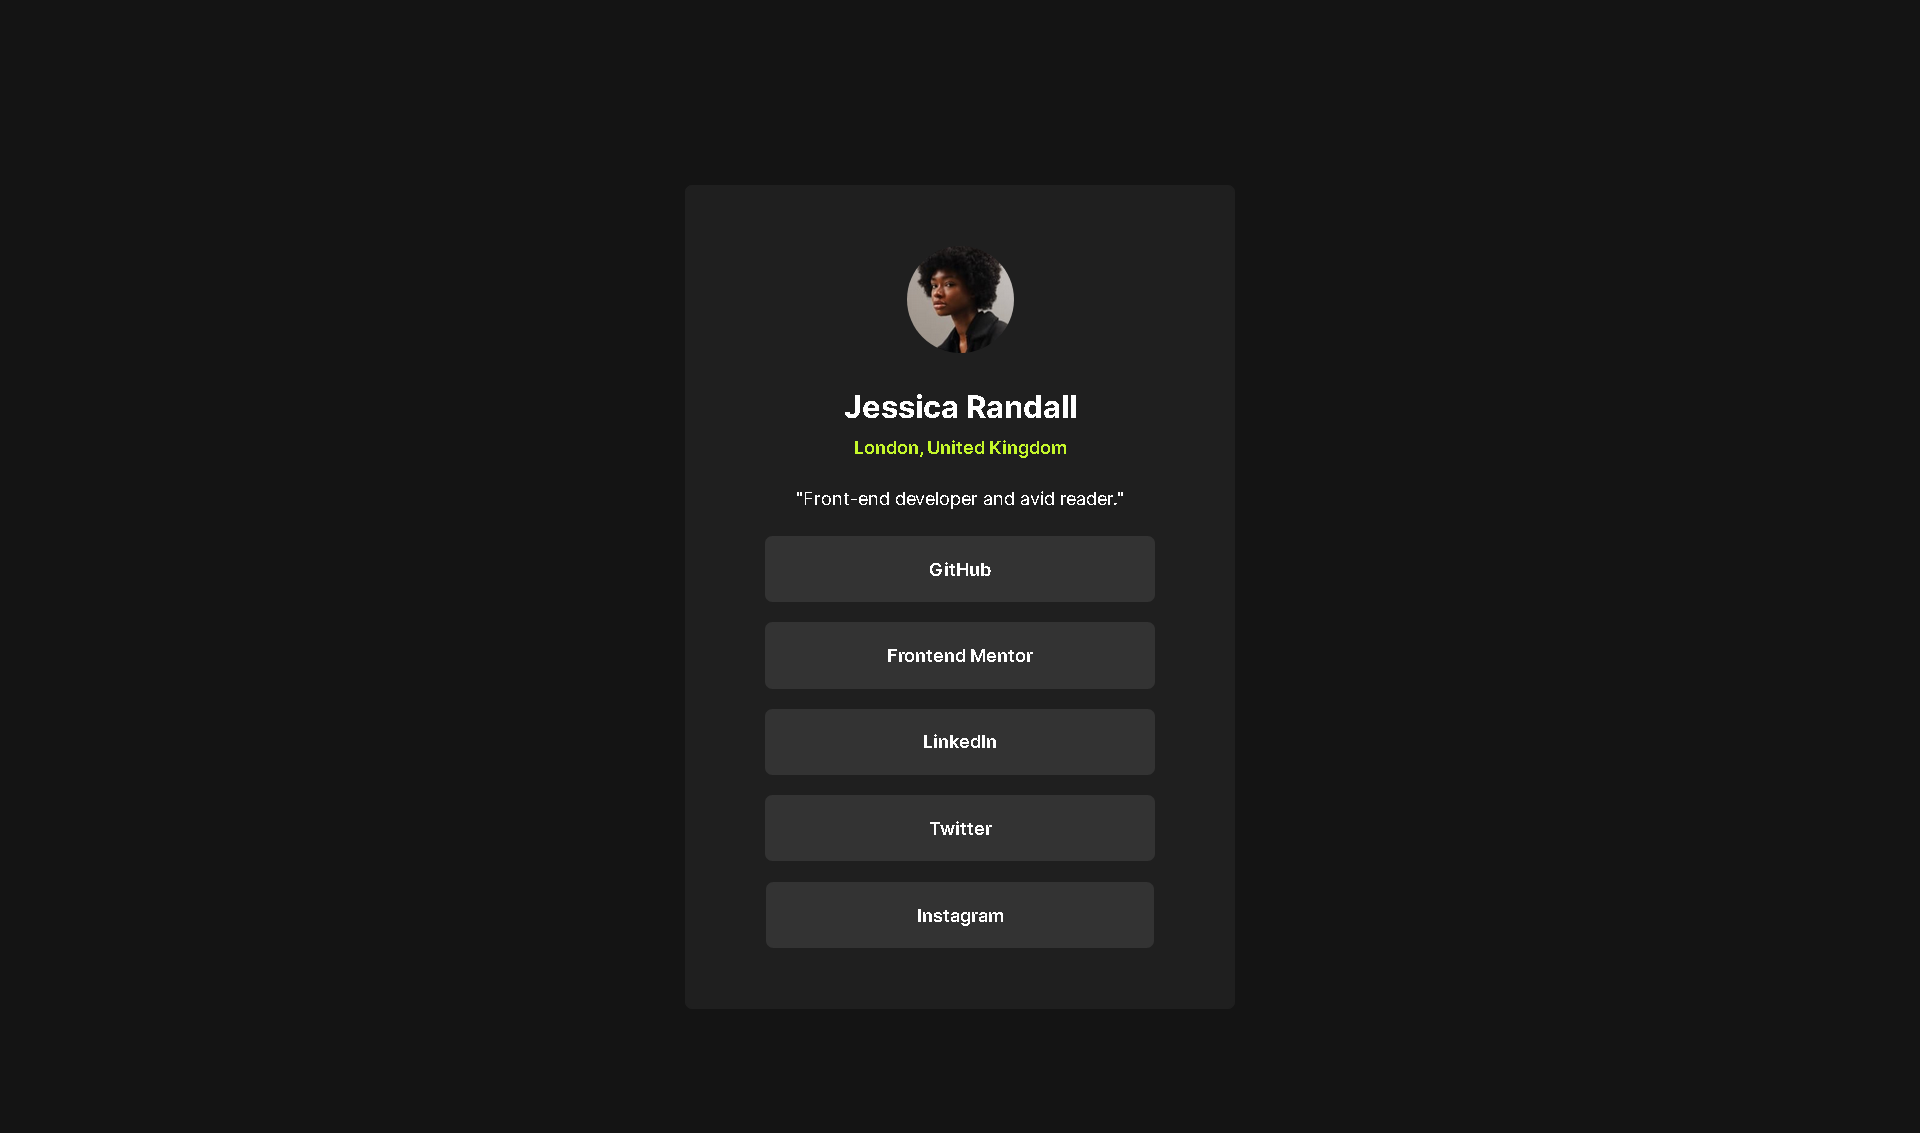 Jessica Randall
London, United Kingdom
"Front-end developer and avid reader."
GitHub
Frontend Mentor
LinkedIn
Twitter
Instagram